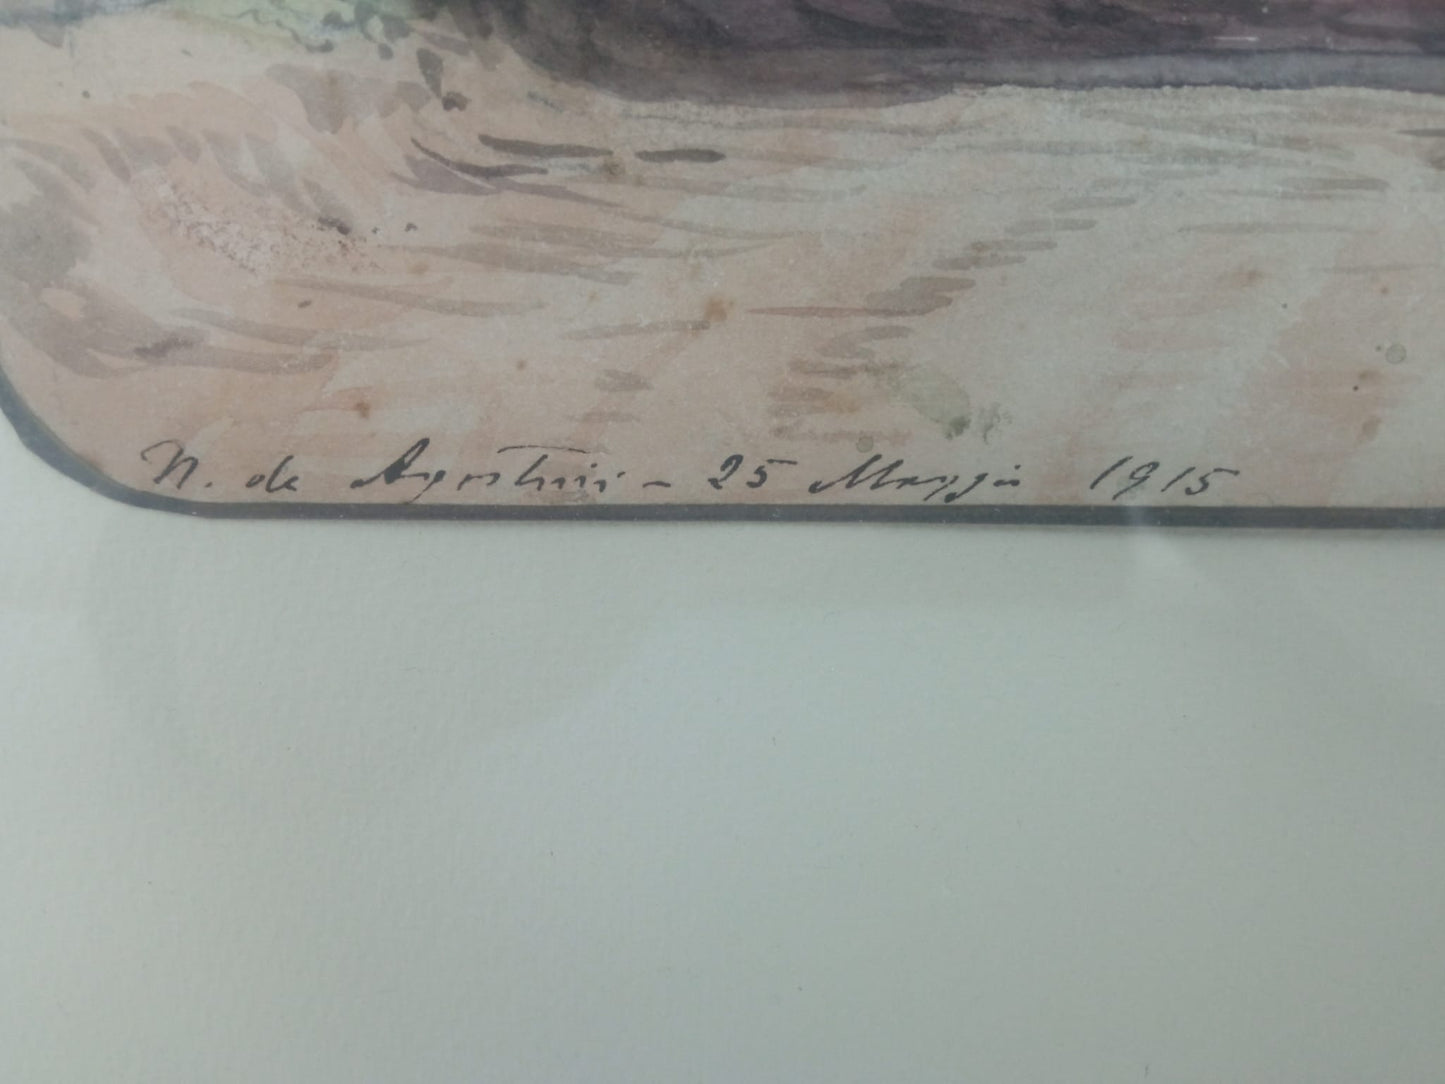 N. de Agostini - 25 Maggio 1915